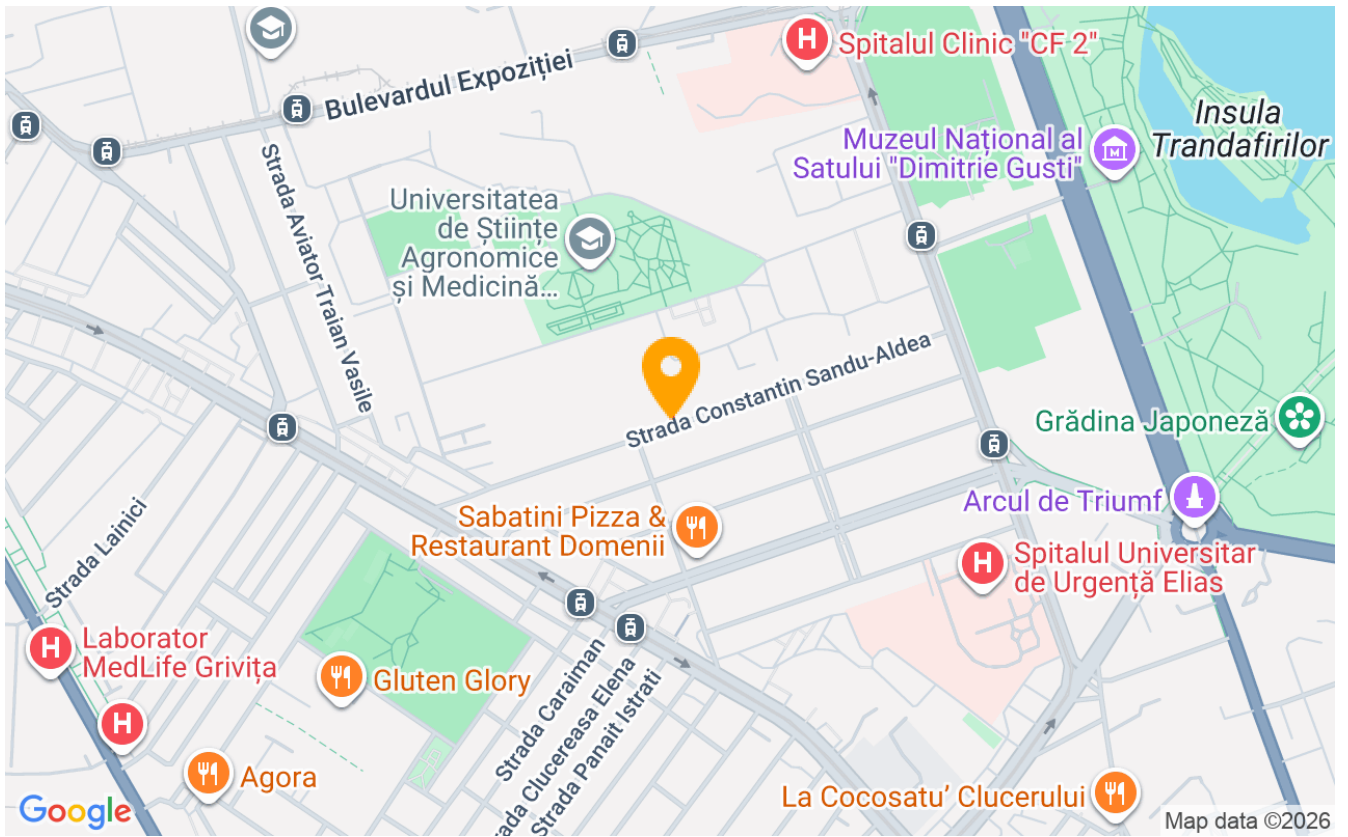 Spitalul Clinic "CF 2"
Bulevardul Expoziției
Insula
Trandafirilor
Muzeul Național al
Satului "Dimitrie Gusti"
Strada Aviator Traian Vasile
Universitatea
de Științe
Agronomice
și Medicină...
Strada Constantin Sandu-Aldea
Grădina Japoneză
Arcul de Triumf
Sabatini Pizza &
Restaurant Domenii
Strada Lainici
Spitalul Universitar
de Urgență Elias
Laborator
MedLife Grivița
Gluten Glory
Strada Caraiman
ada Clucereasa Elena
Strada Panait Istrati
Agora
La Cocosatu’ Clucerului
Google
Map data ©2026
H
H
H
H
M